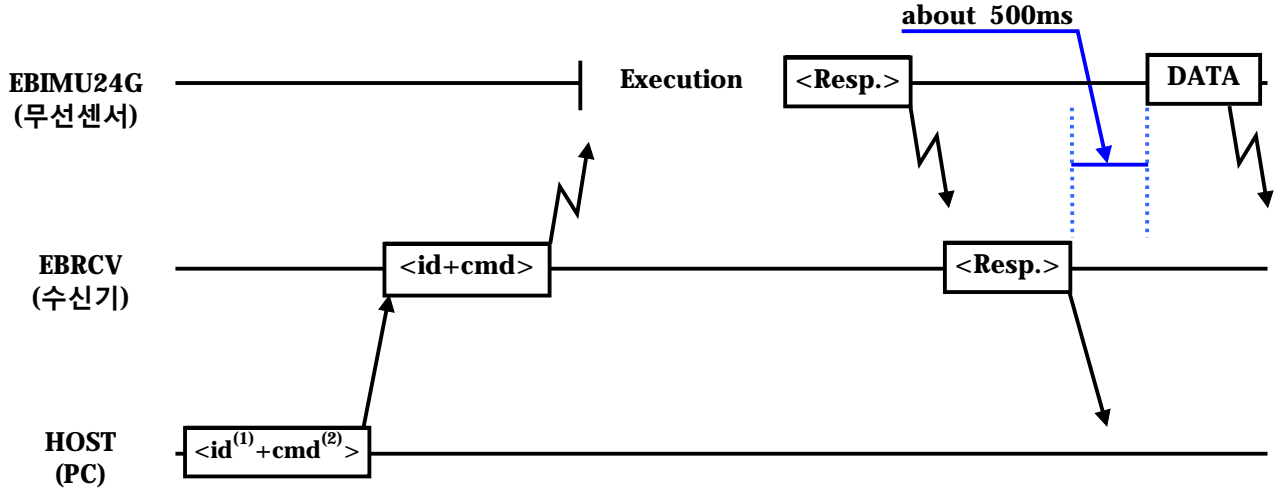 about 500ms
EBIMU24G
(무선센서)
Execution
<Resp.>
DATA
EBRCV
(수신기)
<id+cmd>
<Resp.>
HOST
(PC)
<id(1)+cmd(2)>